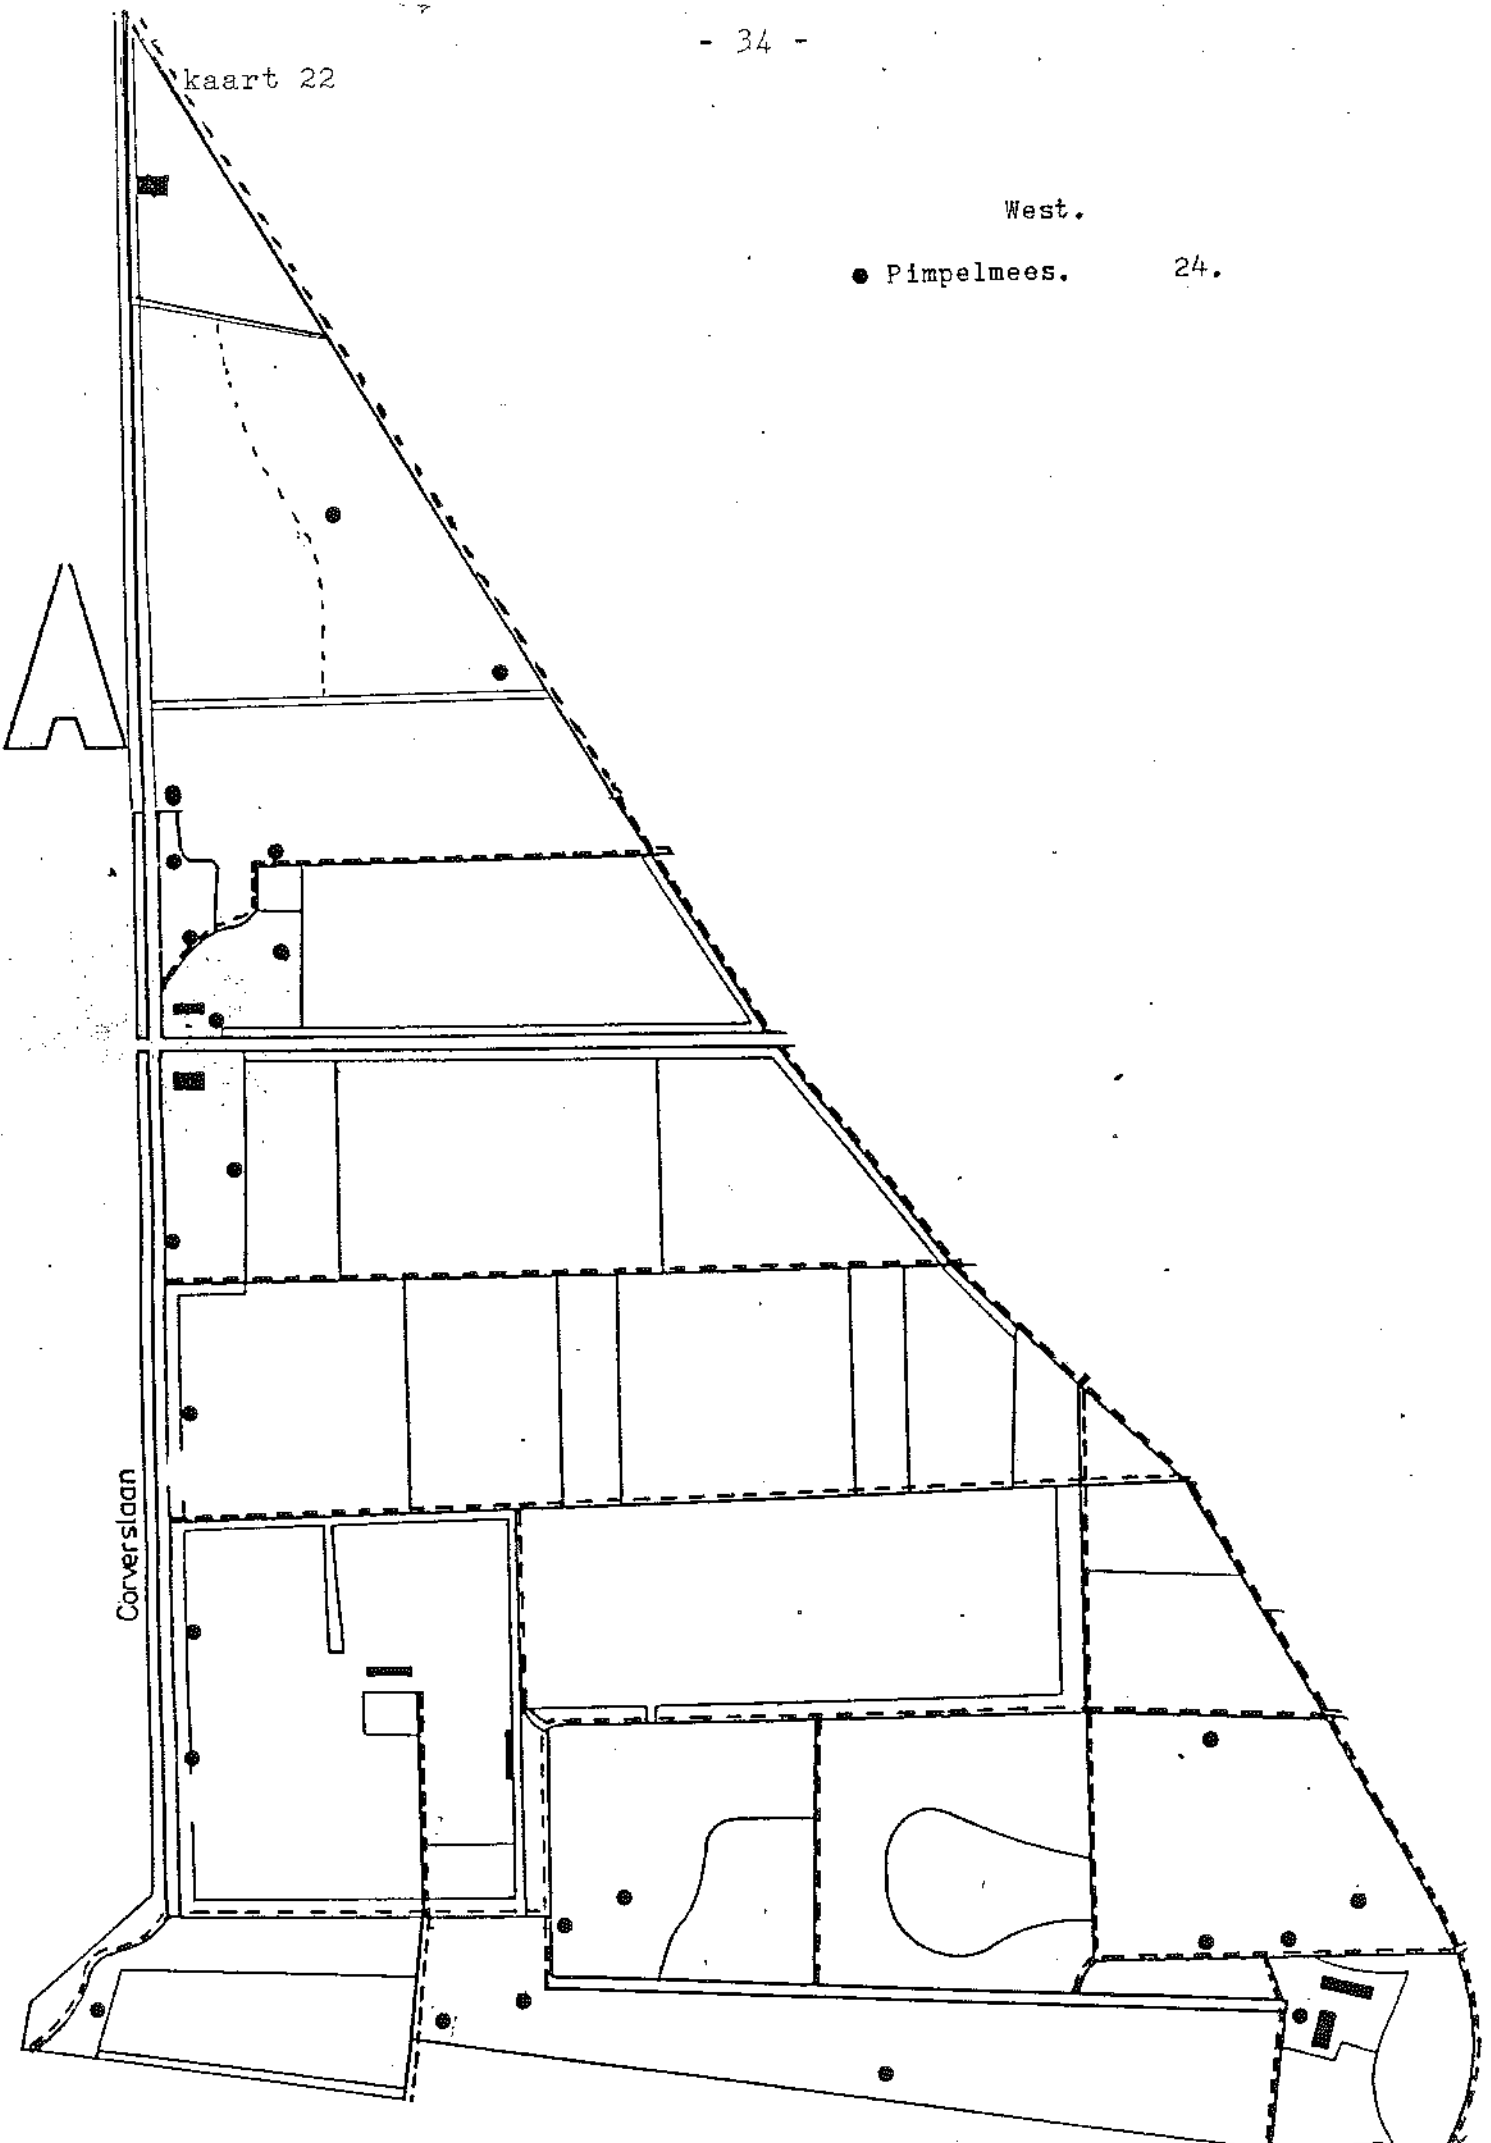 - 34 -
kaart 22
West.
● Pimpelmees. 24.
Corverslaan